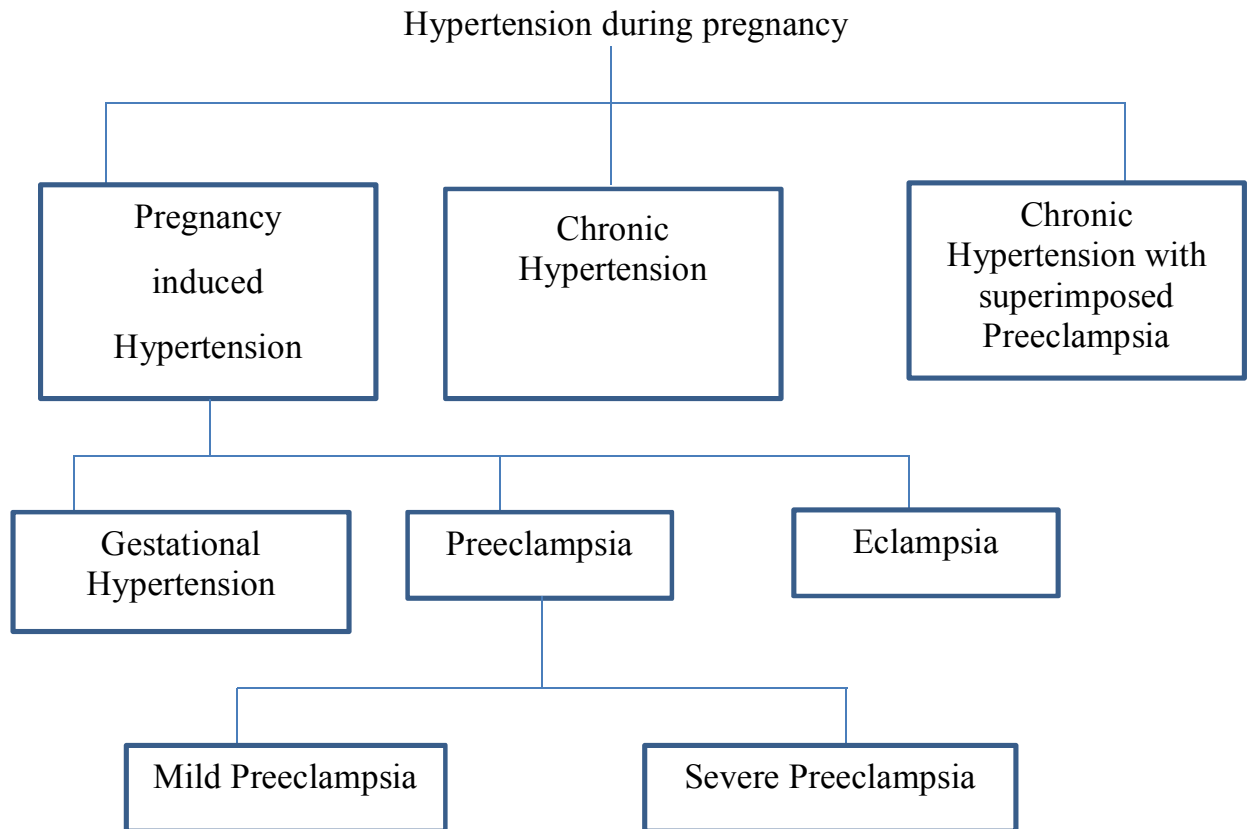 Hypertension during pregnancy
Pregnancy
induced
Hypertension
Chronic
Hypertension
Chronic
Hypertension with
superimposed
Preeclampsia
Gestational
Hypertension
Preeclampsia
Eclampsia
Mild Preeclampsia
Severe Preeclampsia